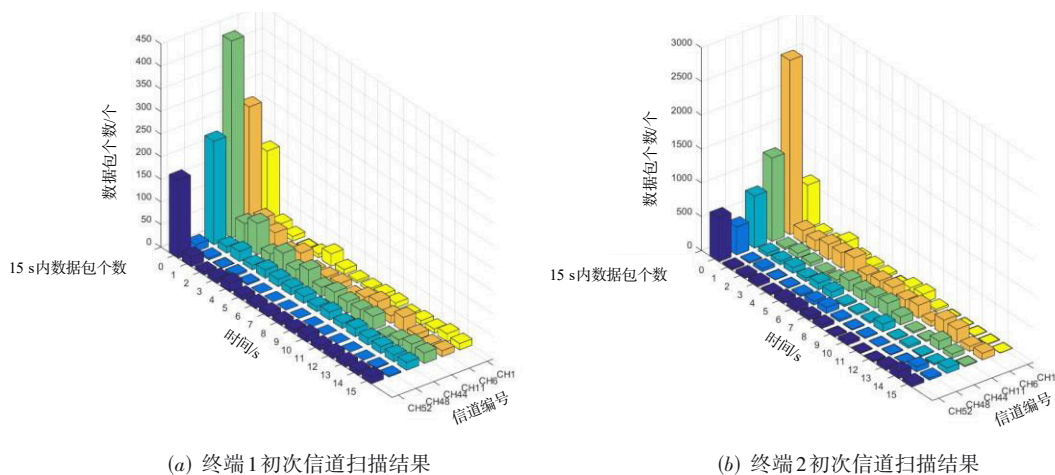 450
400
350
300
250
200
150
100
50
0
数据包个数/个
15 s内数据包个数
0
1
2
3
4
5
6
7
8
9
10
11
12
13
14
15
时间/s
CH52
CH48
CH44
CH11
CH6
CH1
信道编号
(a) 终端1初次信道扫描结果
3000
2500
2000
1500
1000
500
0
数据包个数/个
15 s内数据包个数
0
1
2
3
4
5
6
7
8
9
10
11
12
13
14
15
时间/s
CH52
CH48
CH44
CH11
CH6
CH1
信道编号
(b) 终端2初次信道扫描结果